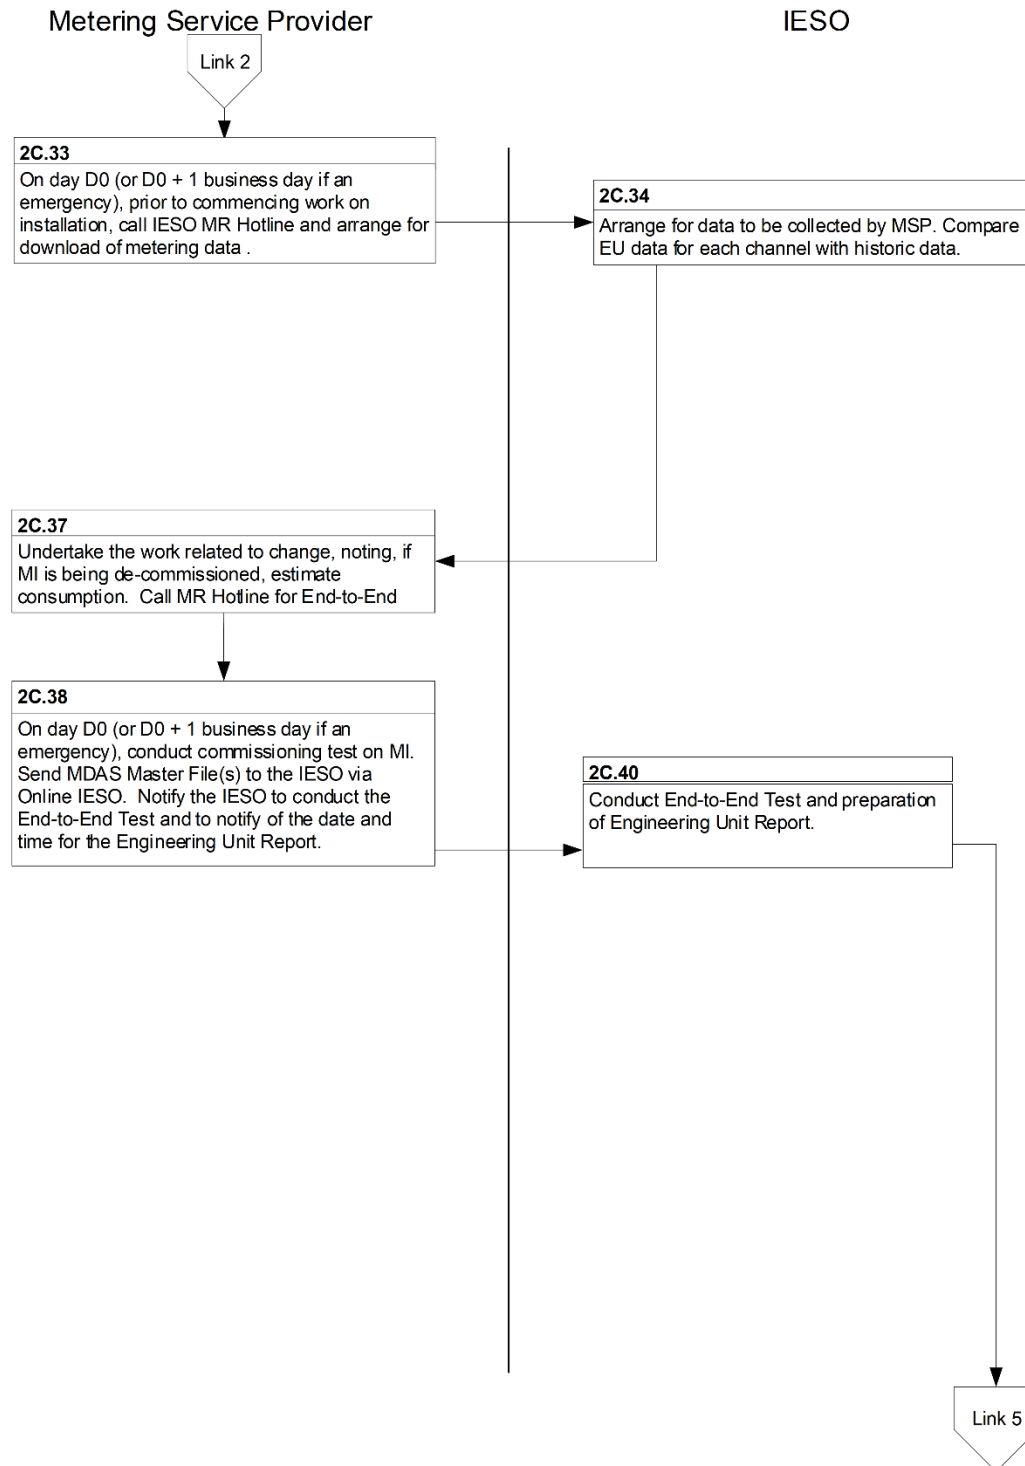 Metering Service Provider
IESO
Link 2
2C.33
On day D0 (or D0 + 1 business day if an
emergency), prior to commencing work on
installation, call IESO MR Hotline and arrange for
download of metering data .
2C.34
Arrange for data to be collected by MSP. Compare
EU data for each channel with historic data.
2C.37
Undertake the work related to change, noting, if
MI is being de-commissioned, estimate
consumption.  Call MR Hotline for End-to-End
2C.38
On day D0 (or D0 + 1 business day if an
emergency), conduct commissioning test on MI.
Send MDAS Master File(s) to the IESO via
Online IESO.  Notify the IESO to conduct the
End-to-End Test and to notify of the date and
time for the Engineering Unit Report.
2C.40
Conduct End-to-End Test and preparation
of Engineering Unit Report.
Link 5